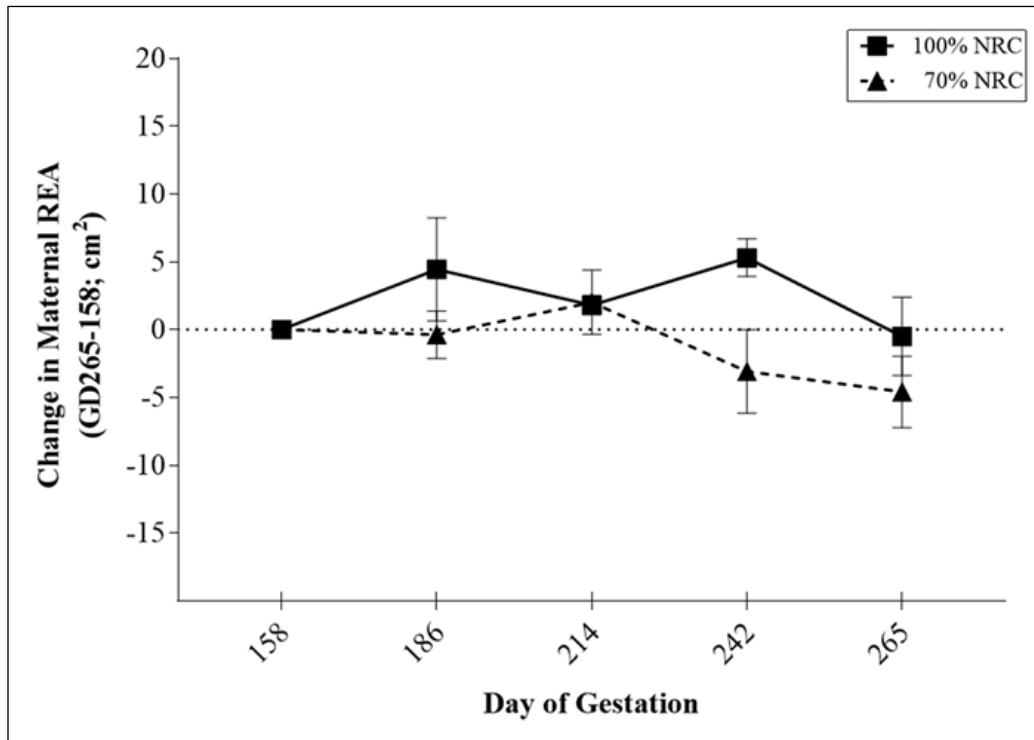 100% NRC
70% NRC
20
15
10
5
0
-5
-10
-15
Change in Maternal REA
(GD265-158; cm²)
158
186
214
242
265
Day of Gestation